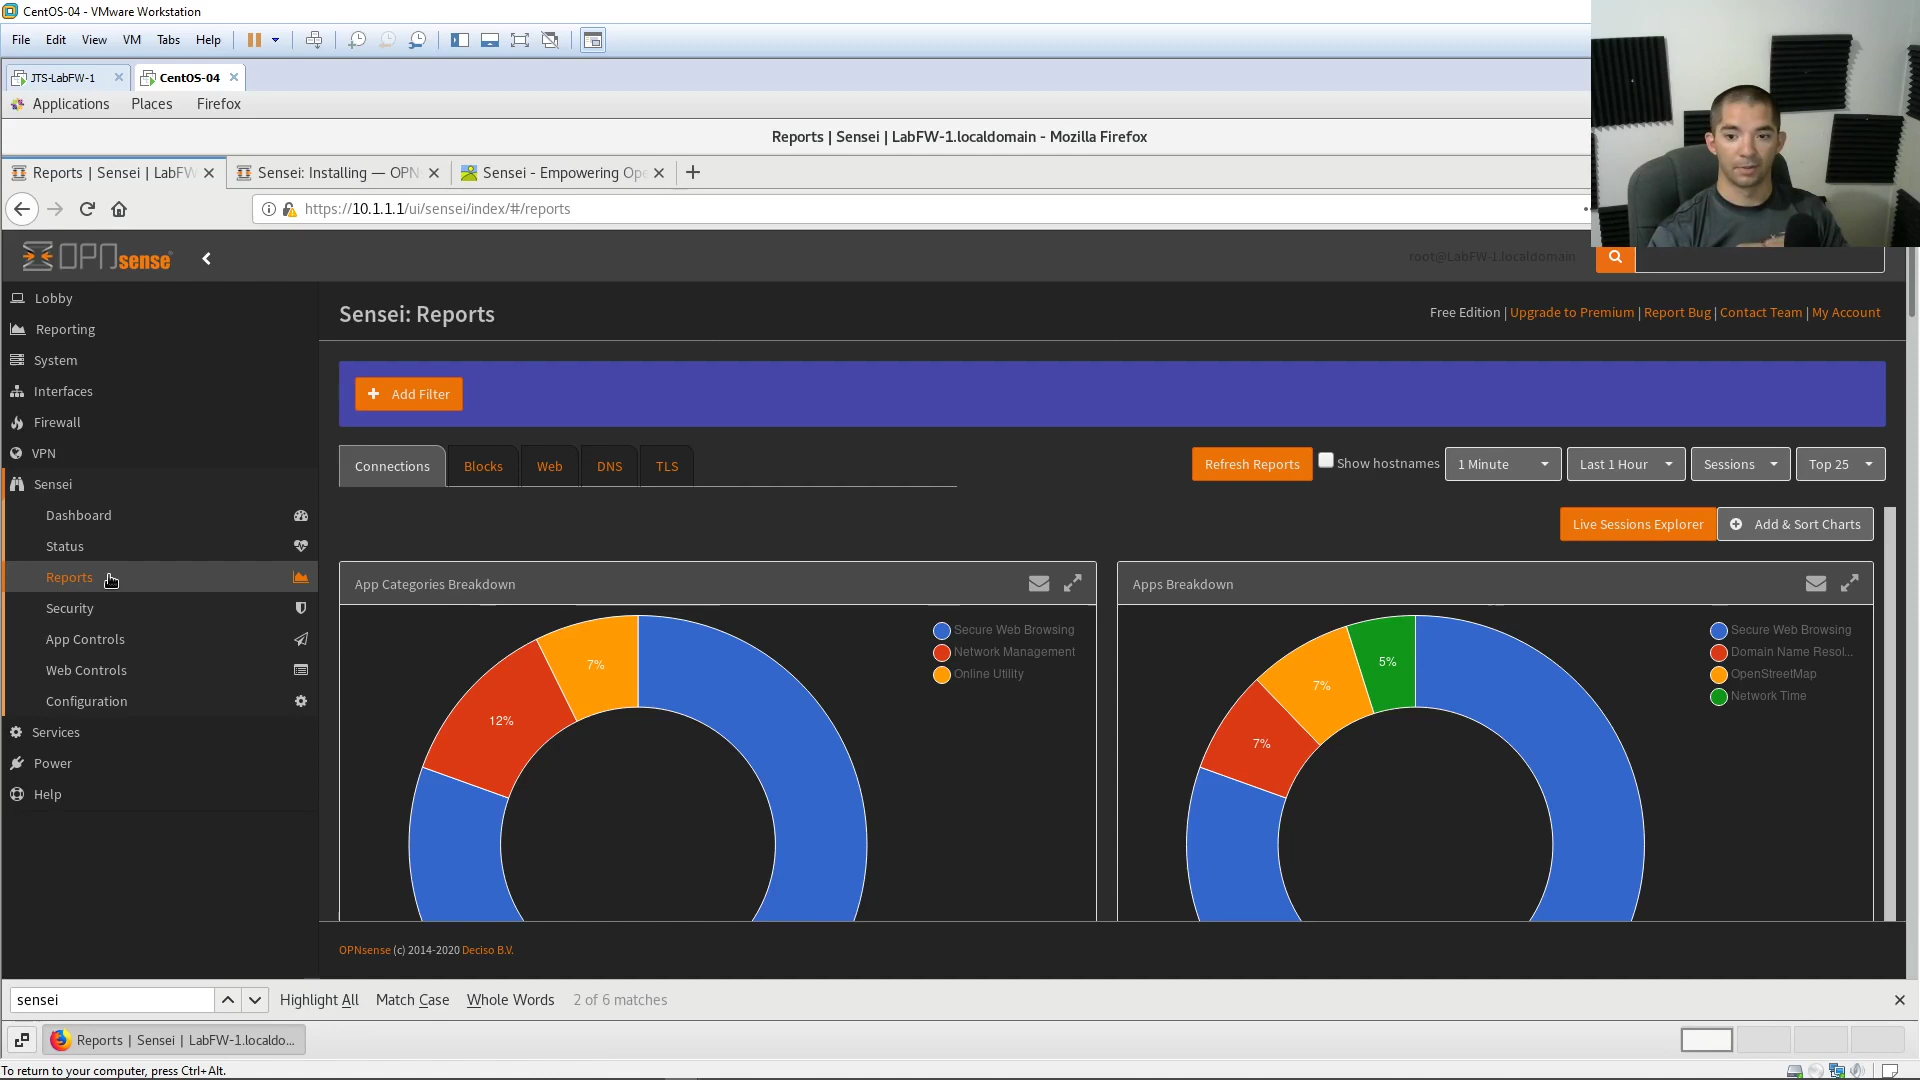 CentOS-04 - VMware Workstation
File Edit View VM Tabs Help
JTS-LabFW-1 CentOS-04
Applications Places Firefox
Reports | Sensei | LabFW-1.localdomain - Mozilla Firefox
Reports | Sensei | LabFW Sensei: Installing — OPN Sensei - Empowering Ope
https://10.1.1.1/ui/sensei/index/#/reports
OPNsense
root@LabFW-1.localdomain
Lobby
Reporting
System
Interfaces
Firewall
VPN
Sensei
Dashboard
Status
Reports
Security
App Controls
Web Controls
Configuration
Services
Power
Help
Sensei: Reports
Free Edition | Upgrade to Premium | Report Bug | Contact Team | My Account
Add Filter
Connections Blocks Web DNS TLS
Refresh Reports Show hostnames 1 Minute Last 1 Hour Sessions Top 25
Live Sessions Explorer Add & Sort Charts
App Categories Breakdown
Secure Web Browsing
Network Management
Online Utility
7%
12%
Apps Breakdown
Secure Web Browsing
Domain Name Resol...
OpenStreetMap
Network Time
5%
7%
7%
OPNsense (c) 2014-2020 Deciso B.V.
sensei Highlight All Match Case Whole Words 2 of 6 matches
Reports | Sensei | LabFW-1.localdo...
To return to your computer, press Ctrl+Alt.